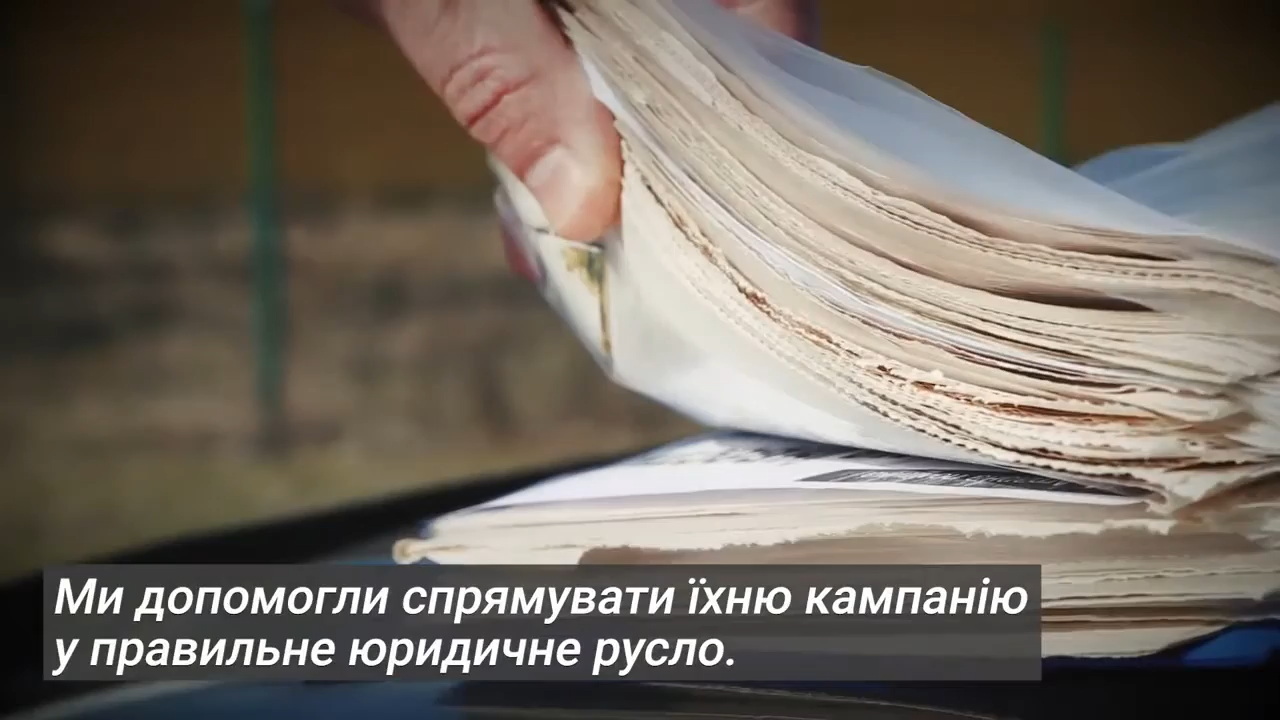 Ми допомогли спрямувати їхню кампанію
у правильне юридичне русло.